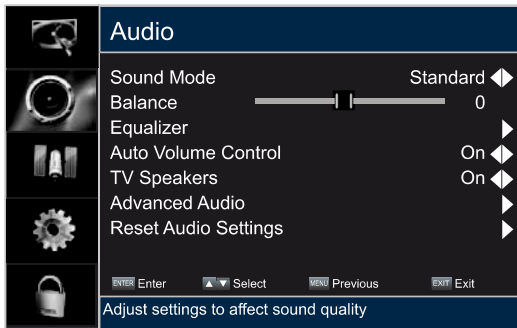 Audio
Sound Mode Standard
Balance 0
Equalizer
Auto Volume Control On
TV Speakers On
Advanced Audio
Reset Audio Settings
ENTER Enter Select MENU Previous EXIT Exit
Adjust settings to affect sound quality